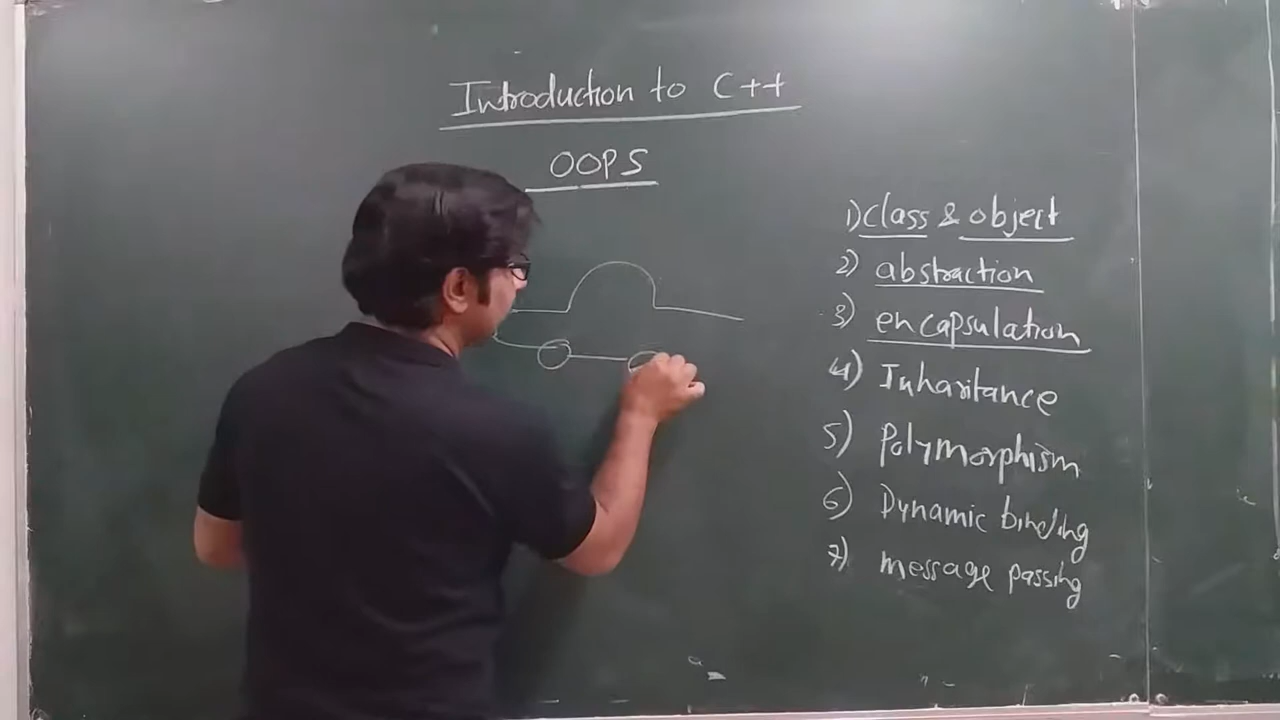 Introduction to C++
OOPS
1) class & object
2) abstraction
3) encapsulation
4) Inharitance
5) Polymorphism
6) Dynamic binding
7) message passing